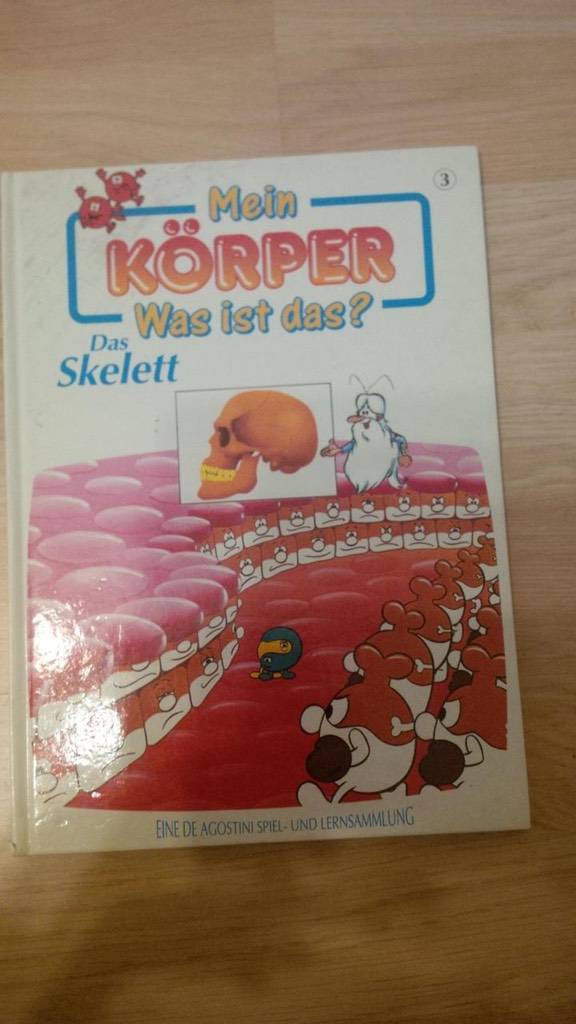 3
Mein
KÖRPER
Was ist das?
Das
Skelett
EINE DE AGOSTINI SPIEL- UND LERNSAMMLUNG